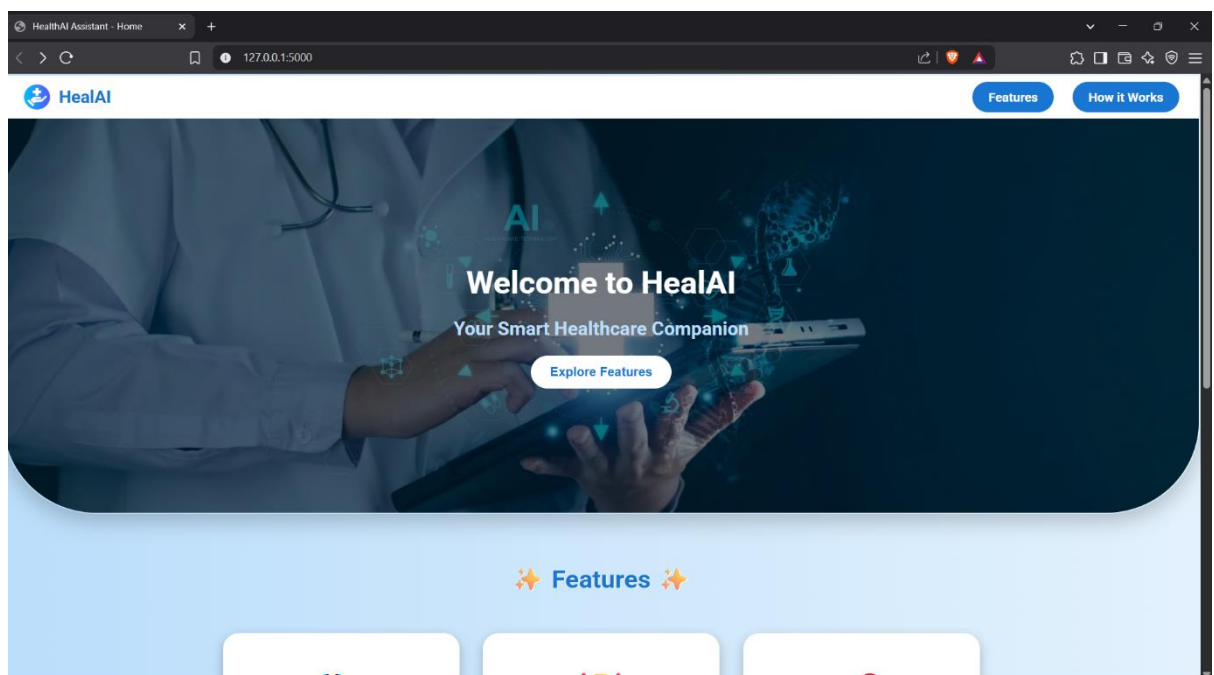 HealthAI Assistant - Home
127.0.0.1:5000
HealAI
Features
How it Works
AI
Welcome to HealAI
Your Smart Healthcare Companion
Explore Features
✨ Features ✨